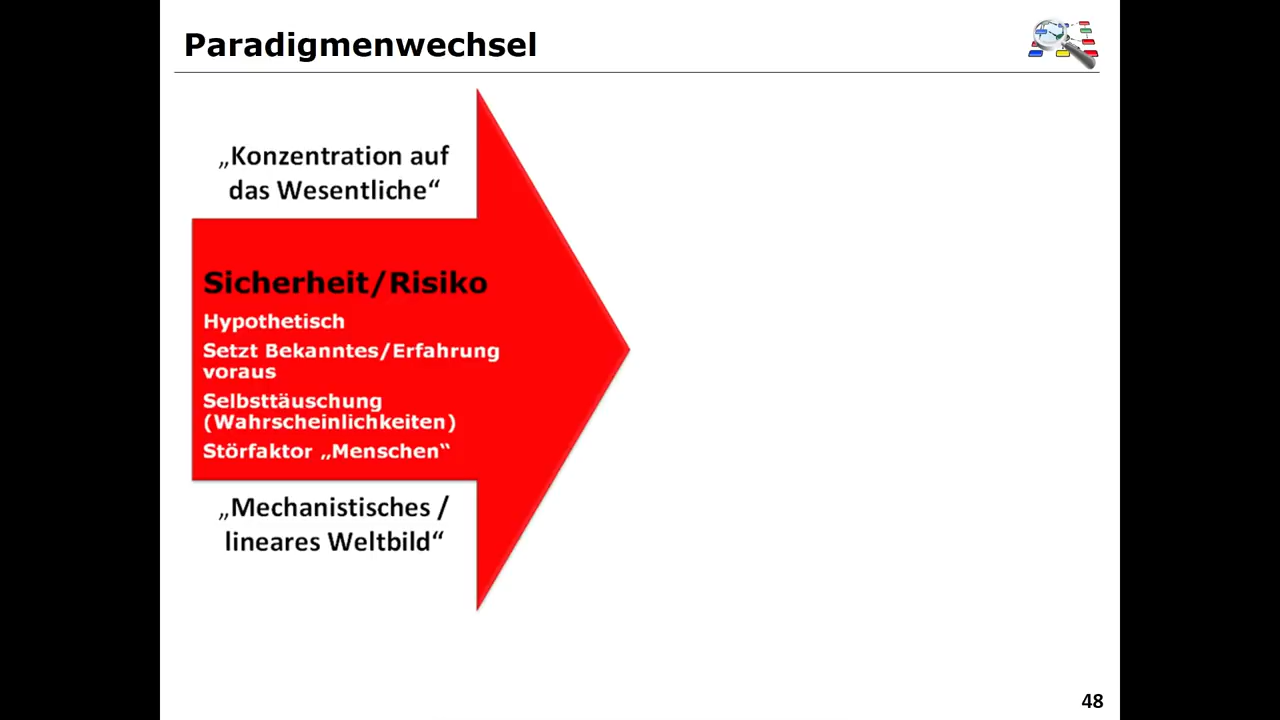 Paradigmenwechsel
„Konzentration auf
das Wesentliche“
Sicherheit/Risiko
Hypothetisch
Setzt Bekanntes/Erfahrung
voraus
Selbsttäuschung
(Wahrscheinlichkeiten)
Störfaktor „Menschen“
„Mechanistisches /
lineares Weltbild“
48